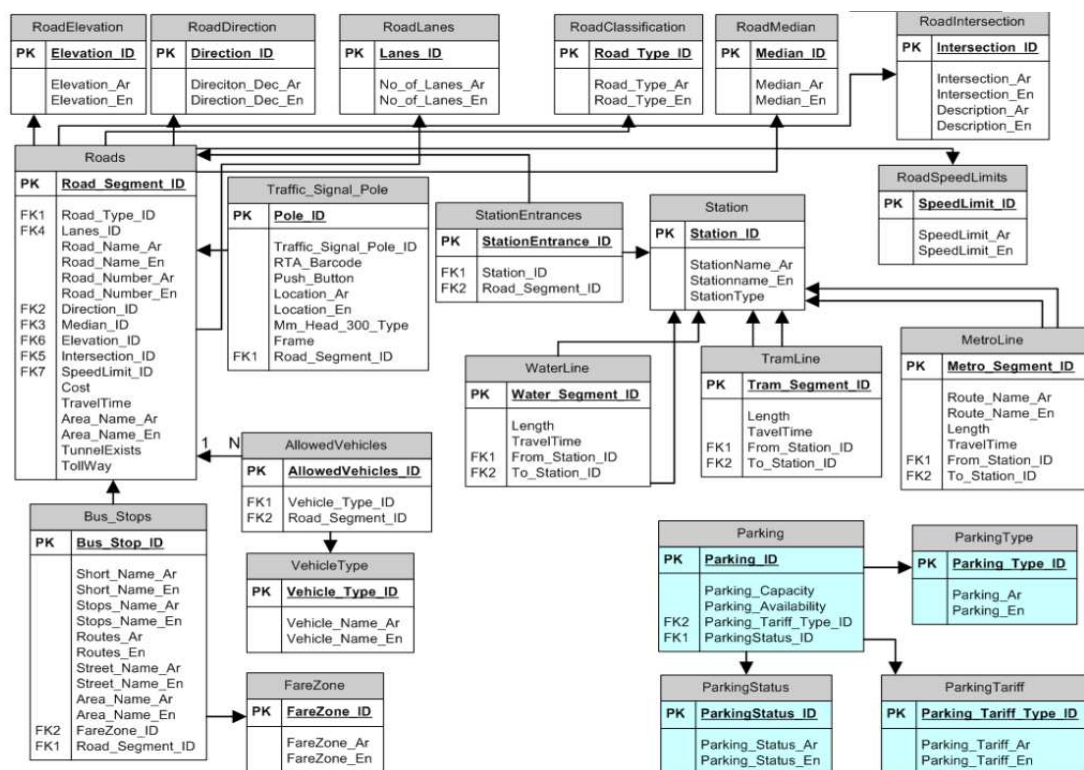 RoadElevation
PK Elevation_ID
Elevation_Ar
Elevation_En
RoadDirection
PK Direction_ID
Direciton_Dec_Ar
Direction_Dec_En
RoadLanes
PK Lanes_ID
No_of_Lanes_Ar
No_of_Lanes_En
RoadClassification
PK Road_Type_ID
Road_Type_Ar
Road_Type_En
RoadMedian
PK Median_ID
Median_Ar
Median_En
RoadIntersection
PK Intersection_ID
Intersection_Ar
Intersection_En
Description_Ar
Description_En
Roads
PK Road_Segment_ID
FK1 Road_Type_ID
FK4 Lanes_ID
Road_Name_Ar
Road_Name_En
Road_Number_Ar
Road_Number_En
FK2 Direction_ID
FK3 Median_ID
FK6 Elevation_ID
FK5 Intersection_ID
FK7 SpeedLimit_ID
Cost
TravelTime
Area_Name_Ar
Area_Name_En
TunnelExists
TollWay
Traffic_Signal_Pole
PK Pole_ID
Traffic_Signal_Pole_ID
RTA_Barcode
Push_Button
Location_Ar
Location_En
Mm_Head_300_Type
Frame
FK1 Road_Segment_ID
StationEntrances
PK StationEntrance_ID
FK1 Station_ID
FK2 Road_Segment_ID
Station
PK Station_ID
StationName_Ar
Stationname_En
StationType
RoadSpeedLimits
PK SpeedLimit_ID
SpeedLimit_Ar
SpeedLimit_En
WaterLine
PK Water_Segment_ID
Length
TravelTime
FK1 From_Station_ID
FK2 To_Station_ID
TramLine
PK Tram_Segment_ID
Length
TavelTime
FK1 From_Station_ID
FK2 To_Station_ID
MetroLine
PK Metro_Segment_ID
Route_Name_Ar
Route_Name_En
Length
TravelTime
FK1 From_Station_ID
FK2 To_Station_ID
1 N
AllowedVehicles
PK AllowedVehicles_ID
FK1 Vehicle_Type_ID
FK2 Road_Segment_ID
Bus_Stops
PK Bus_Stop_ID
Short_Name_Ar
Short_Name_En
Stops_Name_Ar
Stops_Name_En
Routes_Ar
Routes_En
Street_Name_Ar
Street_Name_En
Area_Name_Ar
Area_Name_En
FK2 FareZone_ID
FK1 Road_Segment_ID
VehicleType
PK Vehicle_Type_ID
Vehicle_Name_Ar
Vehicle_Name_En
FareZone
PK FareZone_ID
FareZone_Ar
FareZone_En
Parking
PK Parking_ID
Parking_Capacity
Parking_Availability
FK2 Parking_Tariff_Type_ID
FK1 ParkingStatus_ID
ParkingType
PK Parking_Type_ID
Parking_Ar
Parking_En
ParkingStatus
PK ParkingStatus_ID
Parking_Status_Ar
Parking_Status_En
ParkingTariff
PK Parking_Tariff_Type_ID
Parking_Tariff_Ar
Parking_Tariff_En